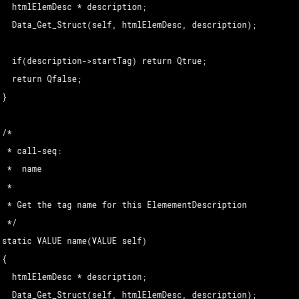 htmlElemDesc * description;
Data_Get_Struct(self, htmlElemDesc, description);
if(description->startTag) return Qtrue;
return Qfalse;
}
/*
* call-seq:
*  name
*
* Get the tag name for this ElemementDescription
*/
static VALUE name(VALUE self)
{
htmlElemDesc * description;
Data_Get_Struct(self, htmlElemDesc, description);